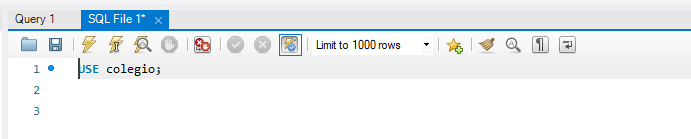 Query 1 SQL File 1*
Limit to 1000 rows
1 USE colegio;
2
3